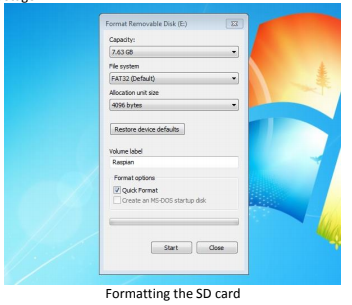 Format Removable Disk (E:)
Capacity:
7.63 GB
File system
FAT32 (Default)
Allocation unit size
4096 bytes
Restore device defaults
Volume label
Raspian
Format options
Quick Format
Create an MS-DOS startup disk
Start Close
Formatting the SD card